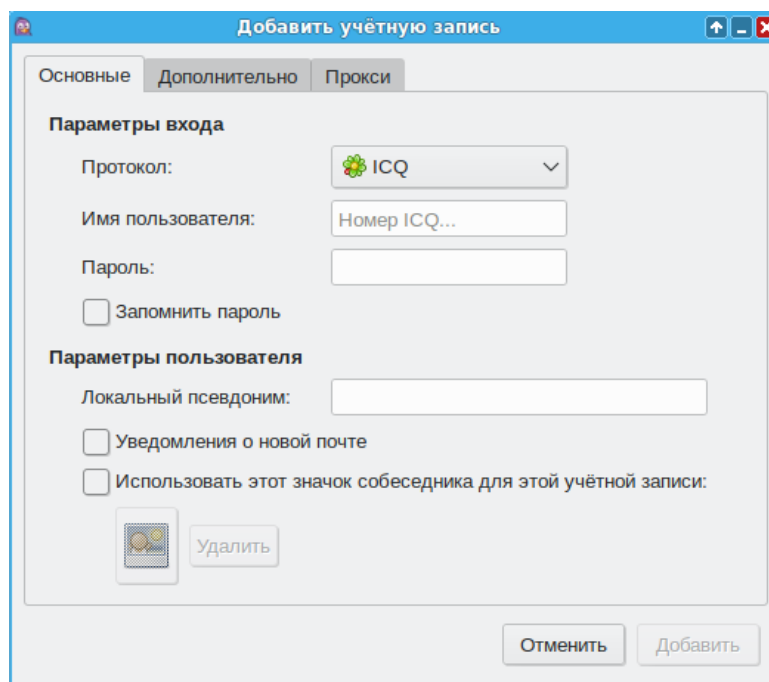 Добавить учётную запись
Основные Дополнительно Прокси
Параметры входа
Протокол: ICQ
Имя пользователя: Номер ICQ...
Пароль:
Запомнить пароль
Параметры пользователя
Локальный псевдоним:
Уведомления о новой почте
Использовать этот значок собеседника для этой учётной записи:
Удалить
Отменить Добавить